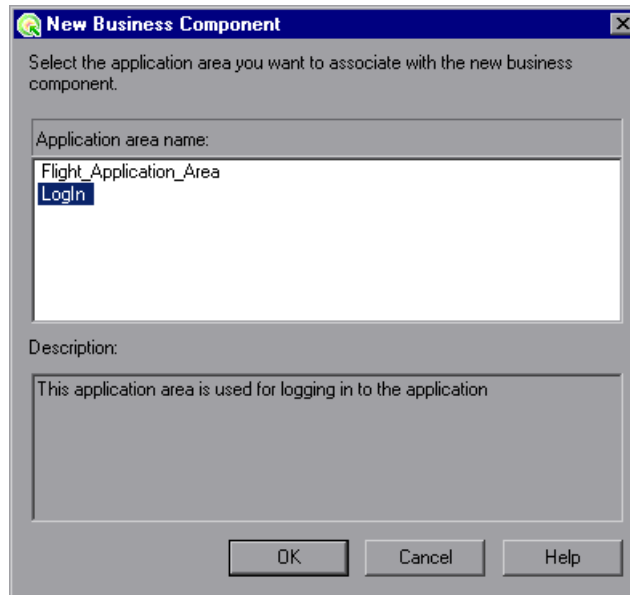 New Business Component
Select the application area you want to associate with the new business
component.
Application area name:
Flight_Application_Area
LogIn
Description:
This application area is used for logging in to the application
OK
Cancel
Help